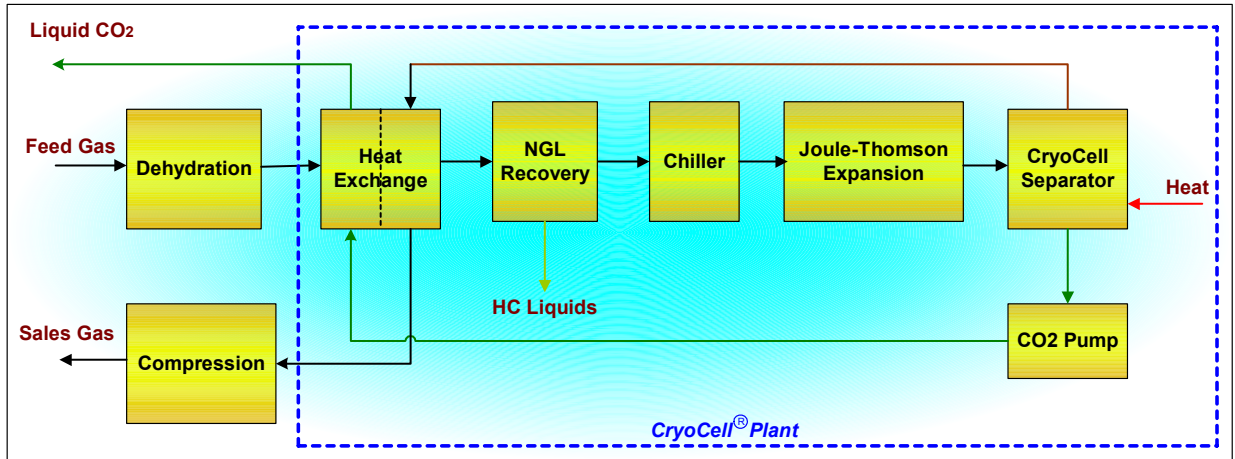 Liquid CO₂
Feed Gas
Dehydration
Heat
Exchange
NGL
Recovery
Chiller
Joule-Thomson
Expansion
CryoCell
Separator
Heat
HC Liquids
Sales Gas
Compression
CO2 Pump
CryoCell® Plant